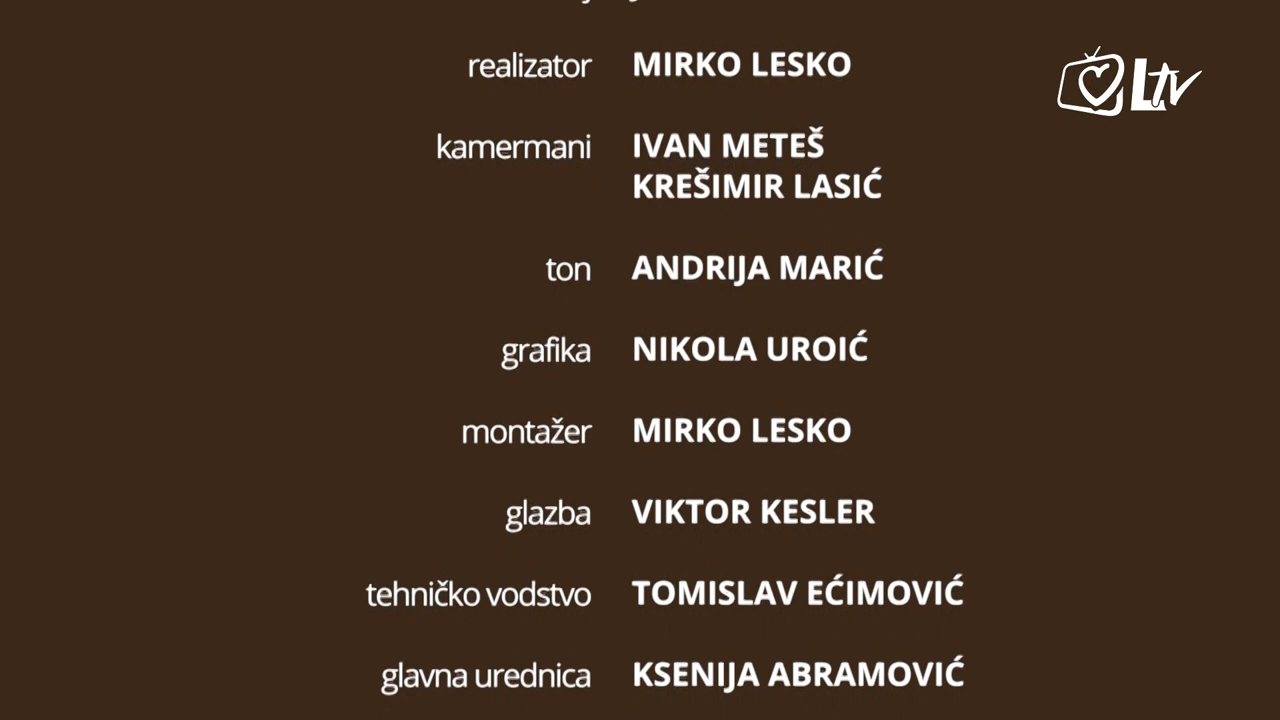 realizator MIRKO LESKO
LTV
kamermani IVAN METEŠ
KREŠIMIR LASIĆ
ton ANDRIJA MARIĆ
grafika NIKOLA UROIĆ
montažer MIRKO LESKO
glazba VIKTOR KESLER
tehničko vodstvo TOMISLAV EĆIMOVIĆ
glavna urednica KSENIJA ABRAMOVIĆ